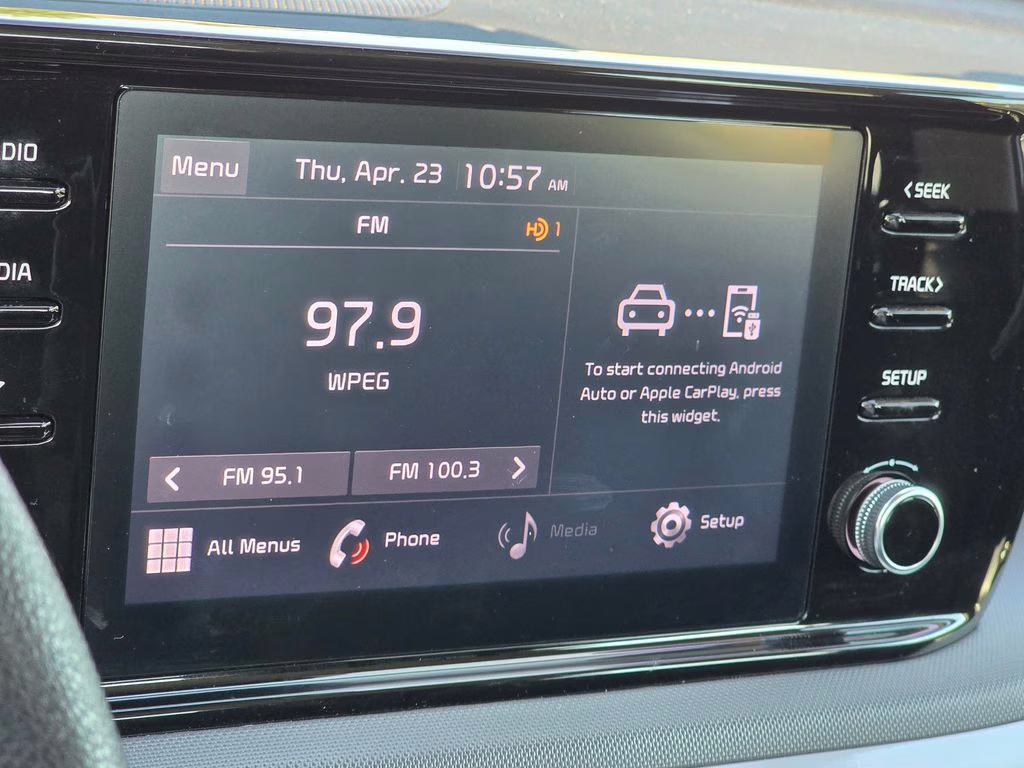 Menu
Thu, Apr. 23 10:57 AM
FM
HD 1
97.9
WPEG
FM 95.1
FM 100.3
To start connecting Android
Auto or Apple CarPlay, press
this widget.
All Menus
Phone
Media
Setup
DIO
DIA
SEEK
TRACK
SETUP